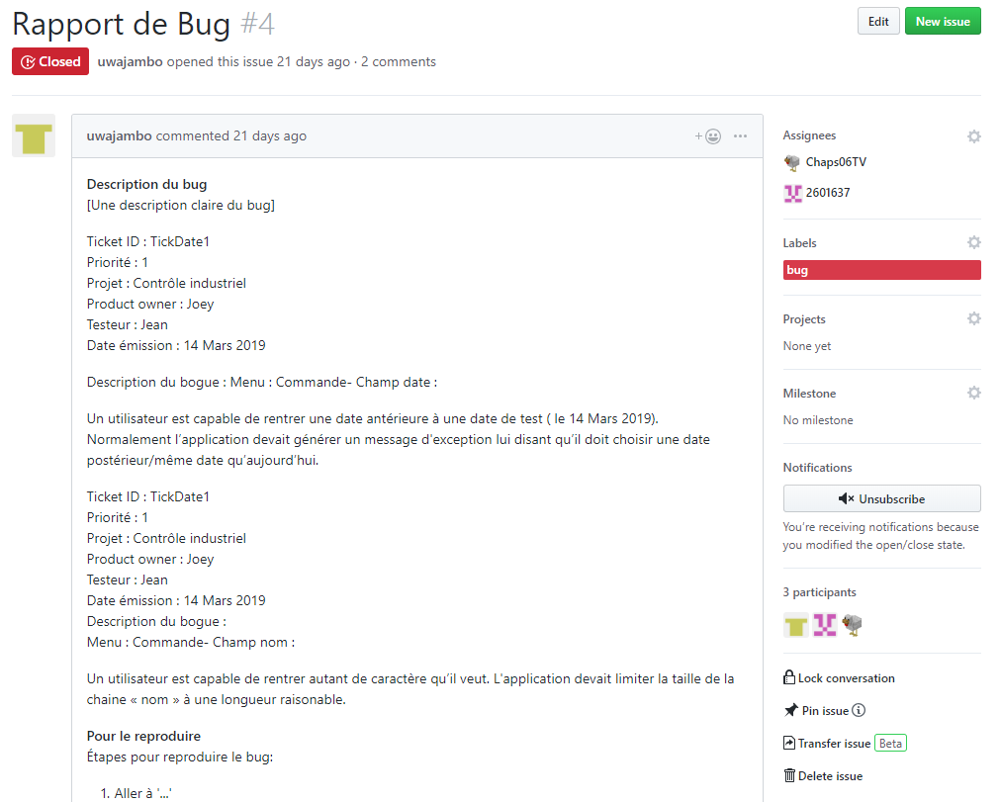 Rapport de Bug #4
Edit
New issue
Closed
uwajambo opened this issue 21 days ago · 2 comments
uwajambo commented 21 days ago
Description du bug
[Une description claire du bug]
Ticket ID : TickDate1
Priorité : 1
Projet : Contrôle industriel
Product owner : Joey
Testeur : Jean
Date émission : 14 Mars 2019
Description du bogue : Menu : Commande- Champ date :
Un utilisateur est capable de rentrer une date antérieure à une date de test ( le 14 Mars 2019).
Normalement l’application devait générer un message d'exception lui disant qu’il doit choisir une date
postérieur/même date qu’aujourd’hui.
Ticket ID : TickDate1
Priorité : 1
Projet : Contrôle industriel
Product owner : Joey
Testeur : Jean
Date émission : 14 Mars 2019
Description du bogue :
Menu : Commande- Champ nom :
Un utilisateur est capable de rentrer autant de caractère qu’il veut. L'application devait limiter la taille de la
chaine « nom » à une longueur raisonable.
Pour le reproduire
Étapes pour reproduire le bug:
1. Aller à '...'
Assignees
Chaps06TV
2601637
Labels
bug
Projects
None yet
Milestone
No milestone
Notifications
Unsubscribe
You’re receiving notifications because
you modified the open/close state.
3 participants
Lock conversation
Pin issue
Transfer issue Beta
Delete issue